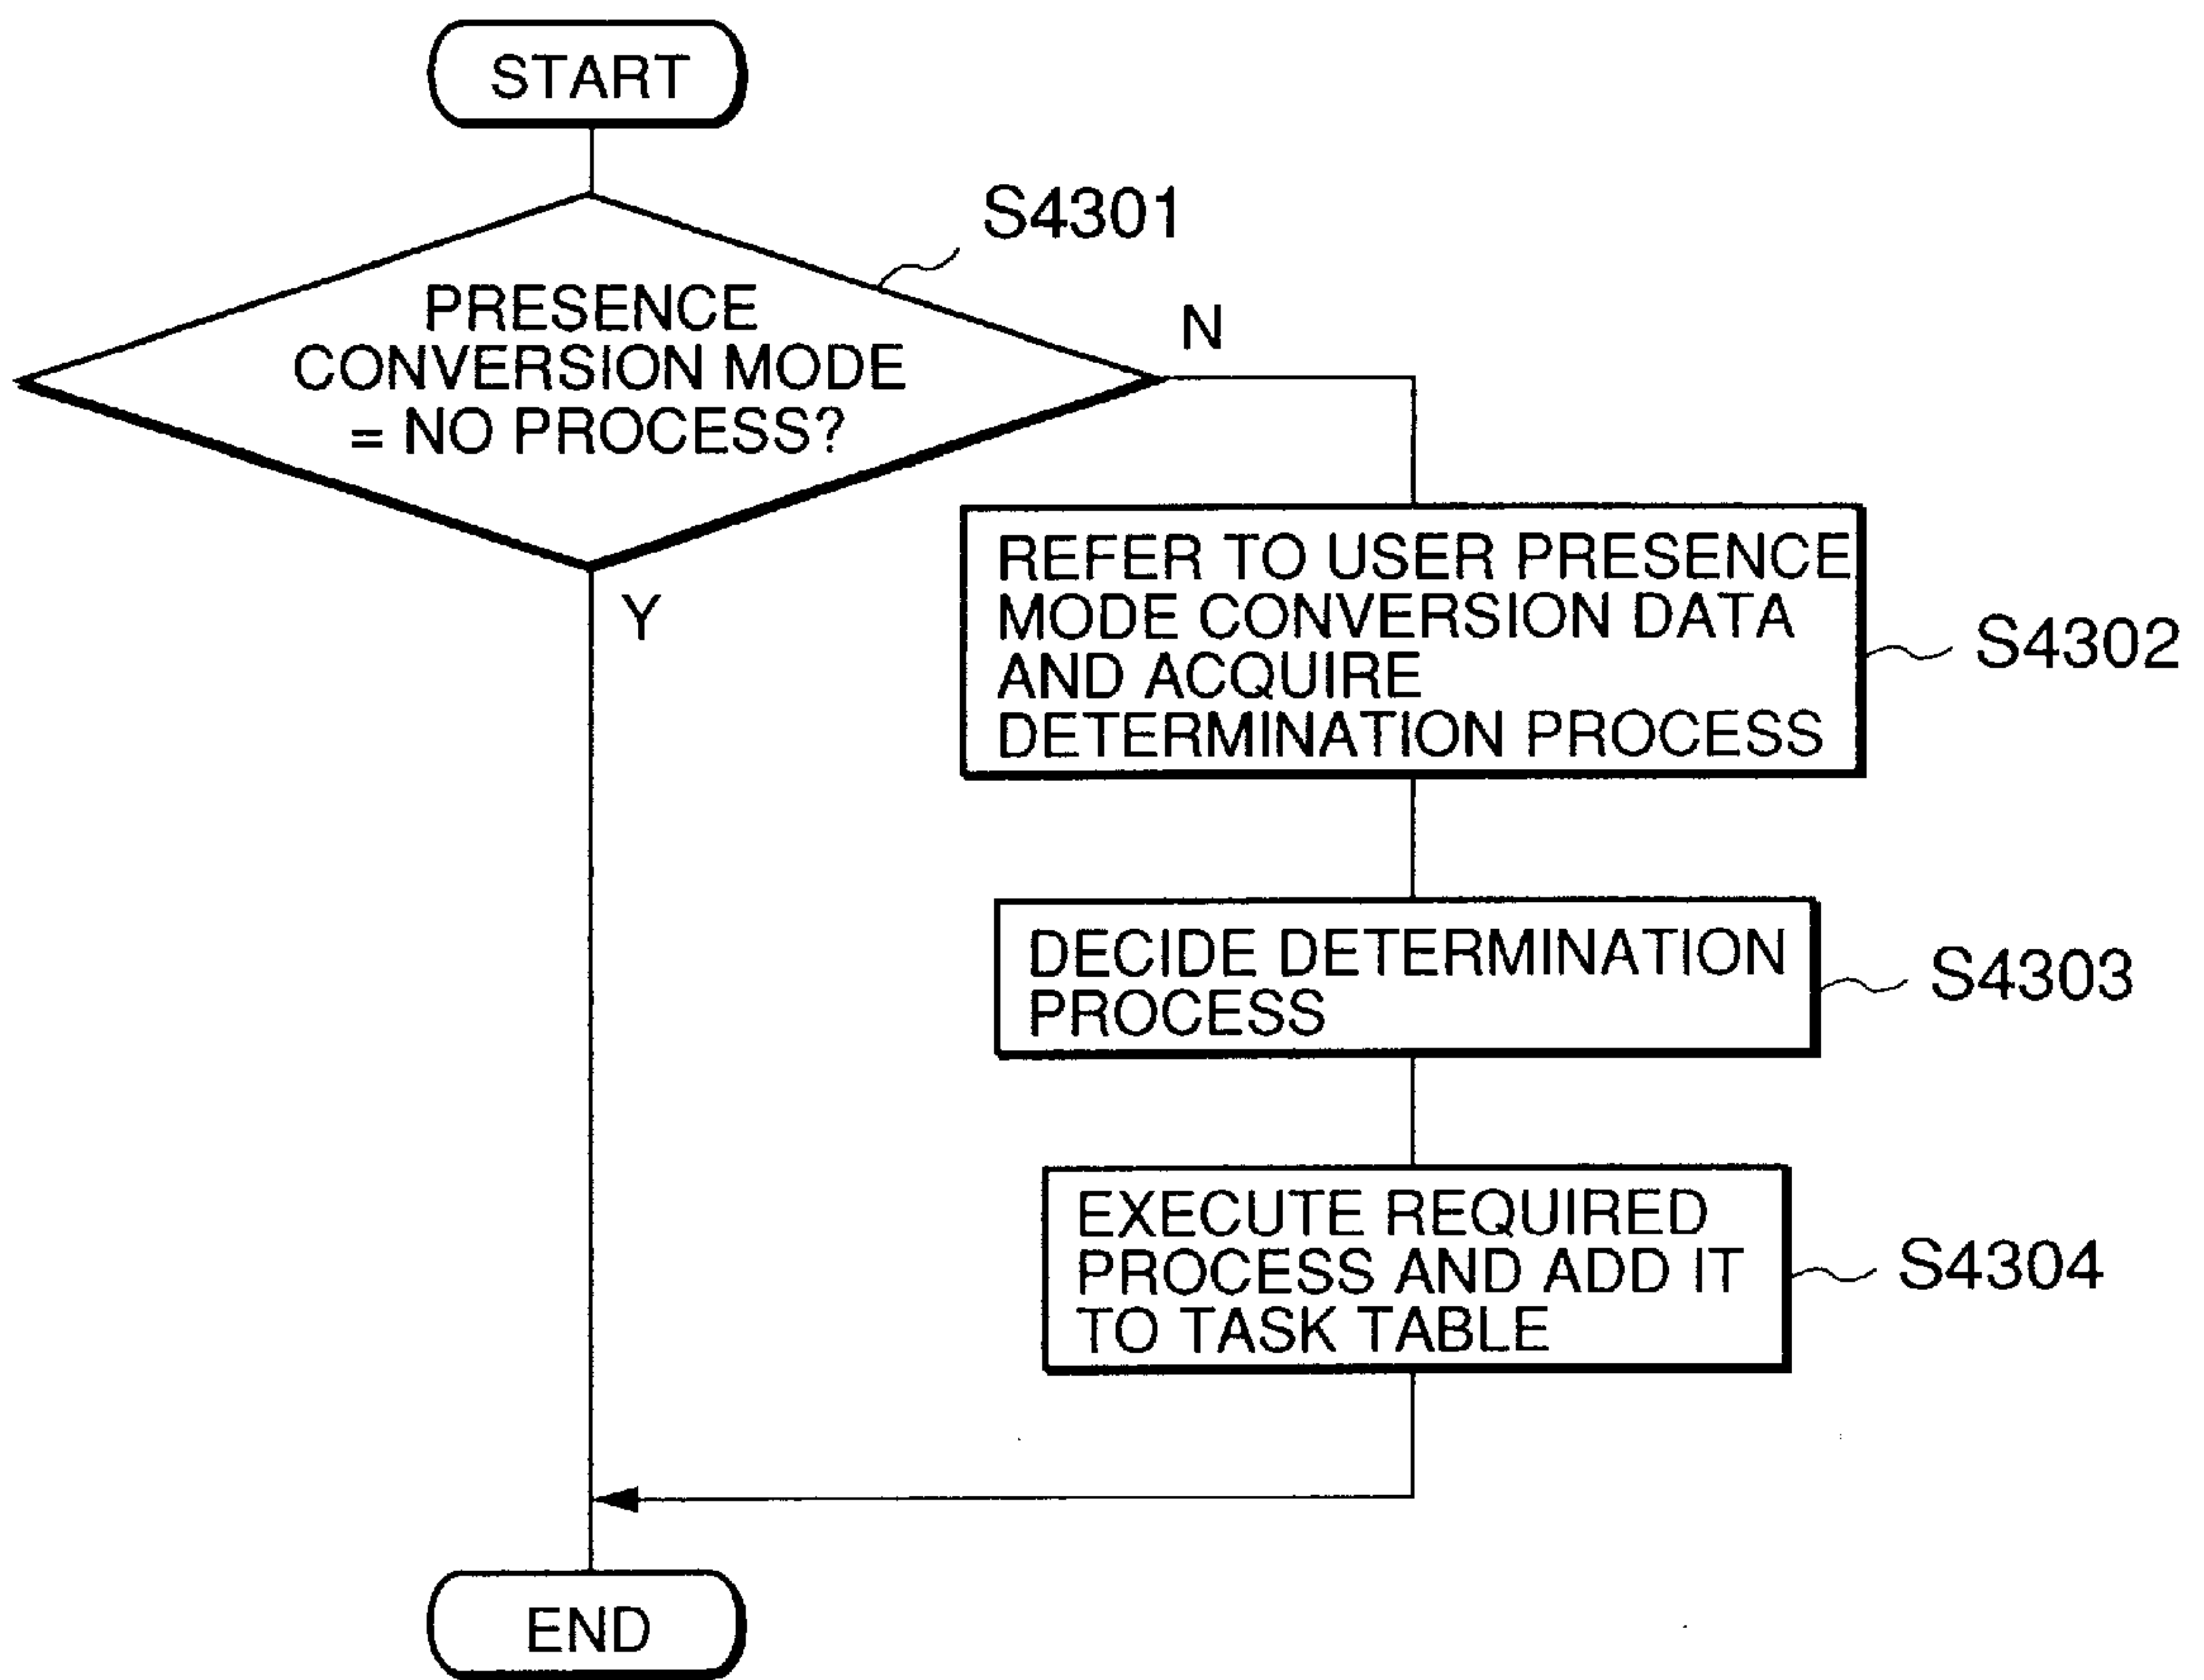 START
S4301
PRESENCE
CONVERSION MODE
= NO PROCESS?
N
Y
REFER TO USER PRESENCE
MODE CONVERSION DATA
AND ACQUIRE
DETERMINATION PROCESS
S4302
DECIDE DETERMINATION
PROCESS
S4303
EXECUTE REQUIRED
PROCESS AND ADD IT
TO TASK TABLE
S4304
END